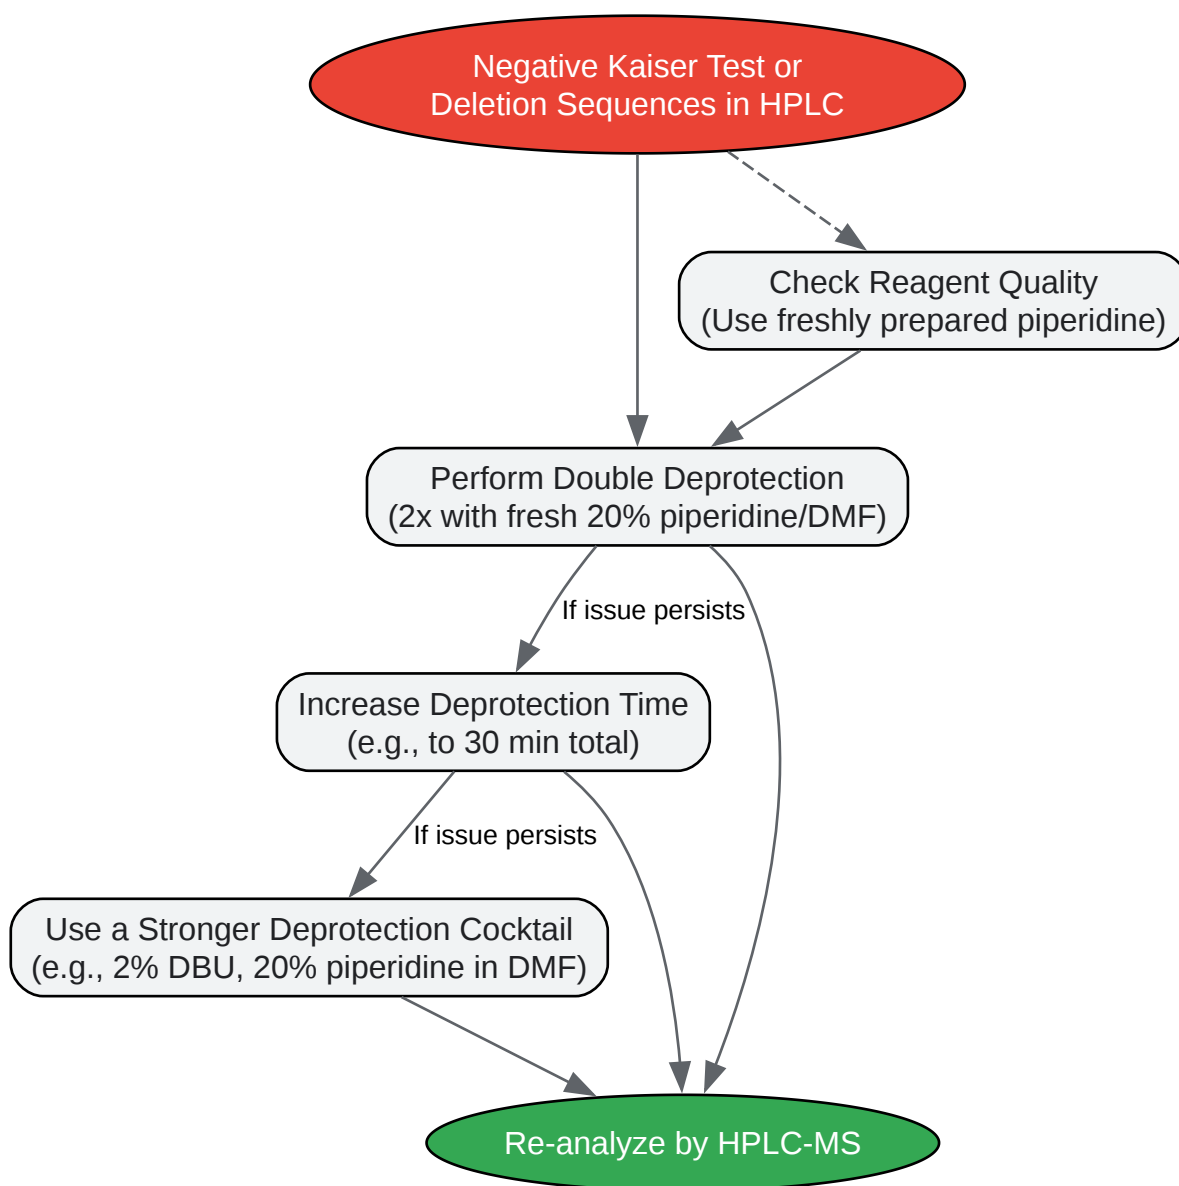 Negative Kaiser Test or
Deletion Sequences in HPLC
Check Reagent Quality
(Use freshly prepared piperidine)
Perform Double Deprotection
(2x with fresh 20% piperidine/DMF)
If issue persists
Increase Deprotection Time
(e.g., to 30 min total)
If issue persists
Use a Stronger Deprotection Cocktail
(e.g., 2% DBU, 20% piperidine in DMF)
Re-analyze by HPLC-MS